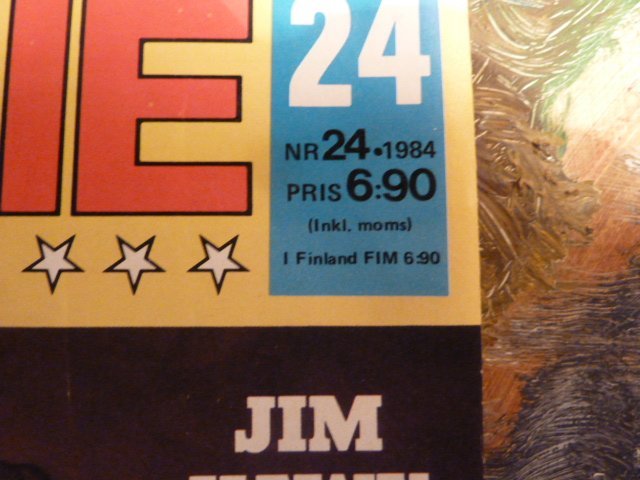 IE
24
NR 24•1984
PRIS 6:90
(Inkl. moms)
I Finland FIM 6:90
JIM